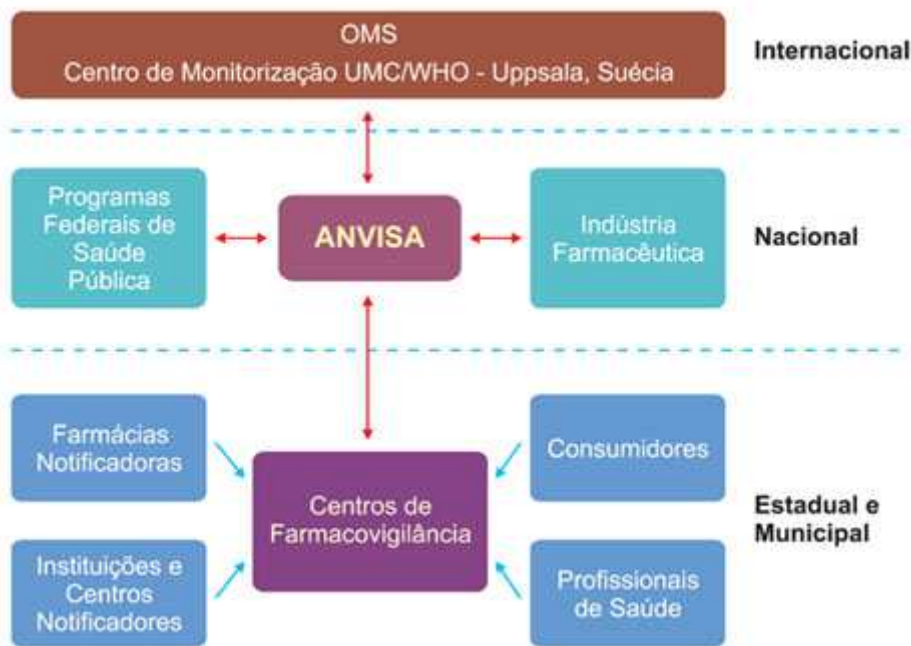 OMS
Centro de Monitorização UMC/WHO - Uppsala, Suécia
Internacional
Programas
Federais de
Saúde
Pública
ANVISA
Indústria
Farmacêutica
Nacional
Farmácias
Notificadoras
Consumidores
Centros de
Farmacovigilância
Estadual e
Municipal
Instituições e
Centros
Notificadores
Profissionais
de Saúde